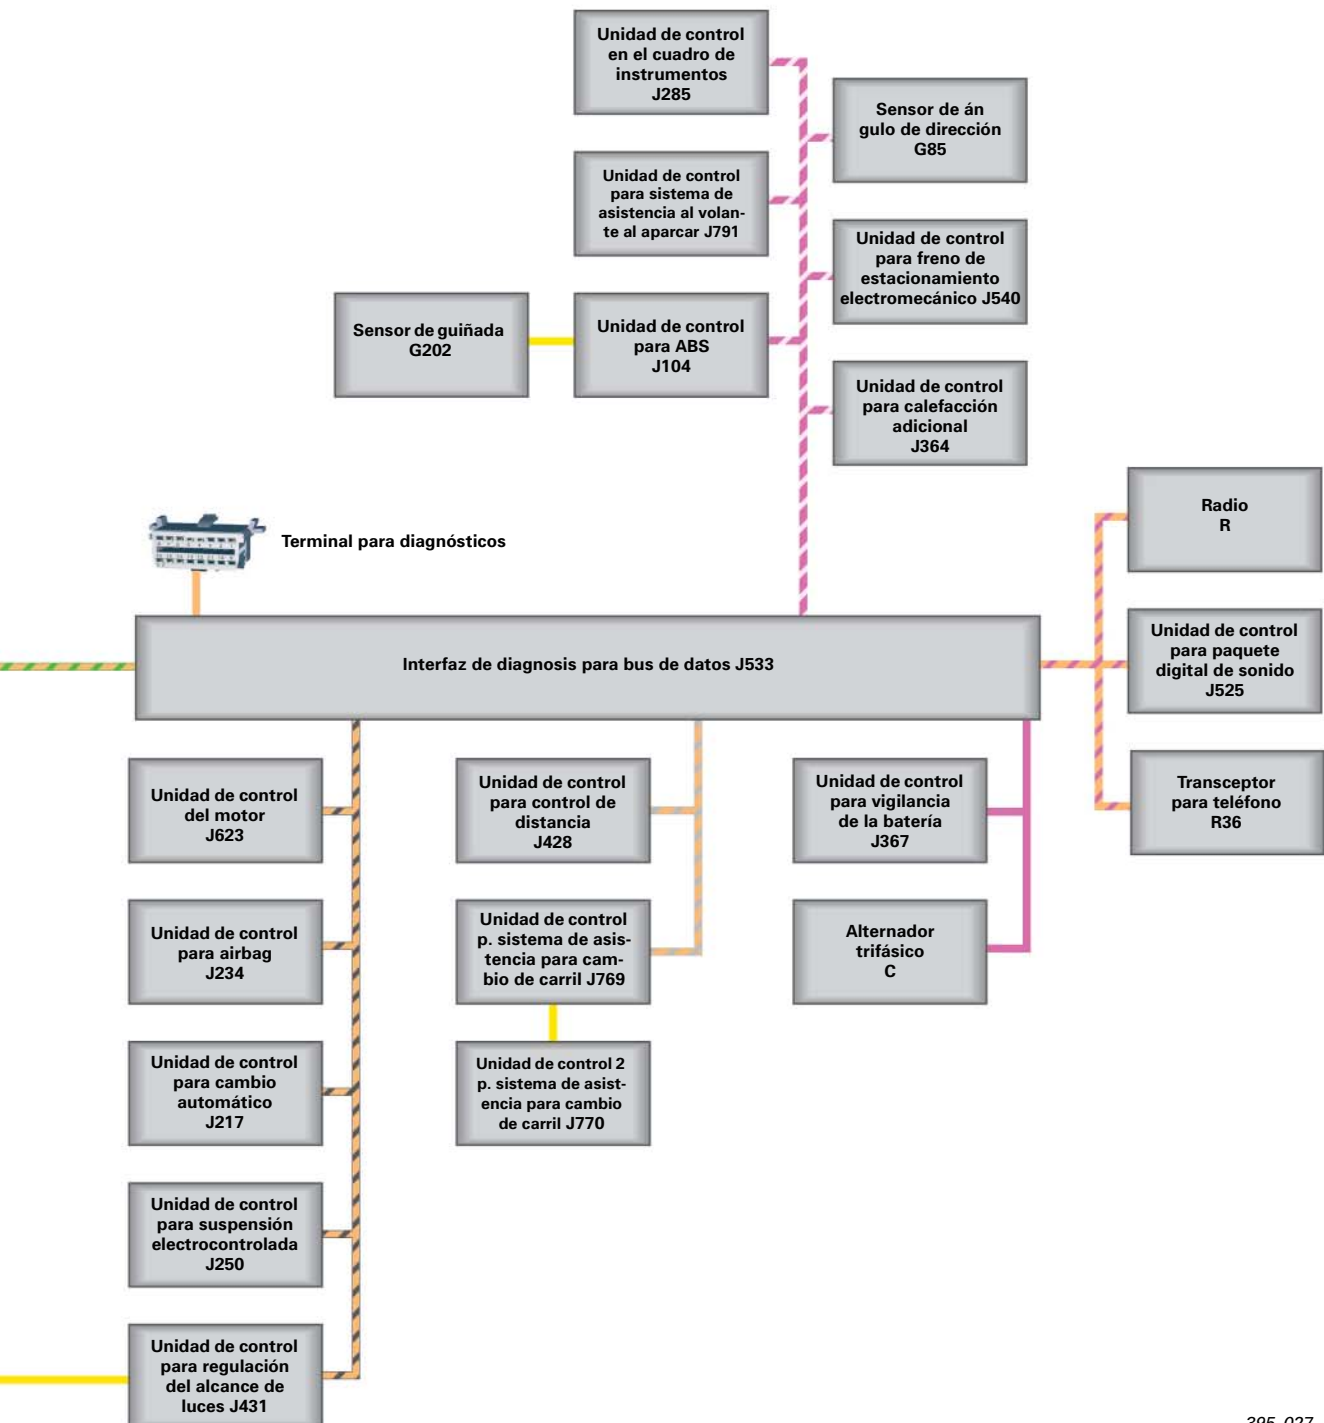 Unidad de control
en el cuadro de
instrumentos
J285
Sensor de án
gulo de dirección
G85
Unidad de control
para sistema de
asistencia al volan-
te al aparcar J791
Unidad de control
para freno de
estacionamiento
electromecánico J540
Sensor de guiñada
G202
Unidad de control
para ABS
J104
Unidad de control
para calefacción
adicional
J364
Radio
R
Terminal para diagnósticos
Unidad de control
para paquete
digital de sonido
J525
Interfaz de diagnosis para bus de datos J533
Transceptor
para teléfono
R36
Unidad de control
del motor
J623
Unidad de control
para control de
distancia
J428
Unidad de control
para vigilancia
de la batería
J367
Unidad de control
para airbag
J234
Unidad de control
p. sistema de asis-
tencia para cam-
bio de carril J769
Alternador
trifásico
C
Unidad de control
para cambio
automático
J217
Unidad de control 2
p. sistema de asist-
encia para cambio
de carril J770
Unidad de control
para suspensión
electrocontrolada
J250
Unidad de control
para regulación
del alcance de
luces J431
395_027